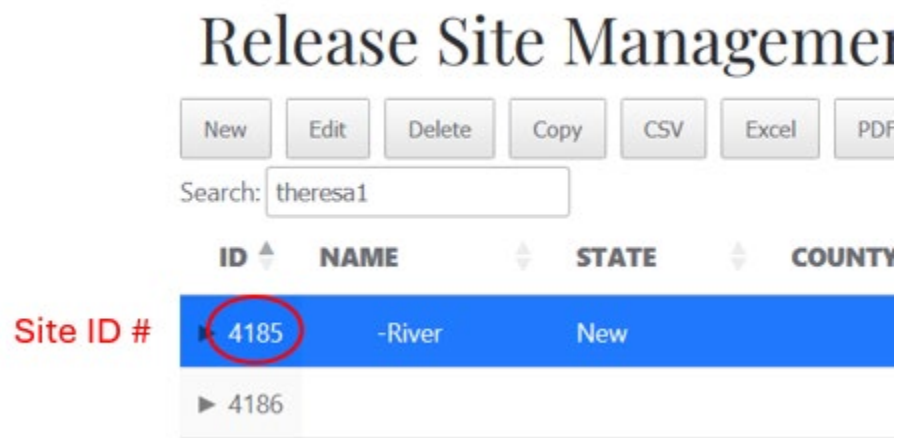 Release Site Managemen
New Edit Delete Copy CSV Excel PDF
Search: theresa1
ID NAME STATE COUNTY
Site ID # 4185 -River New
4186